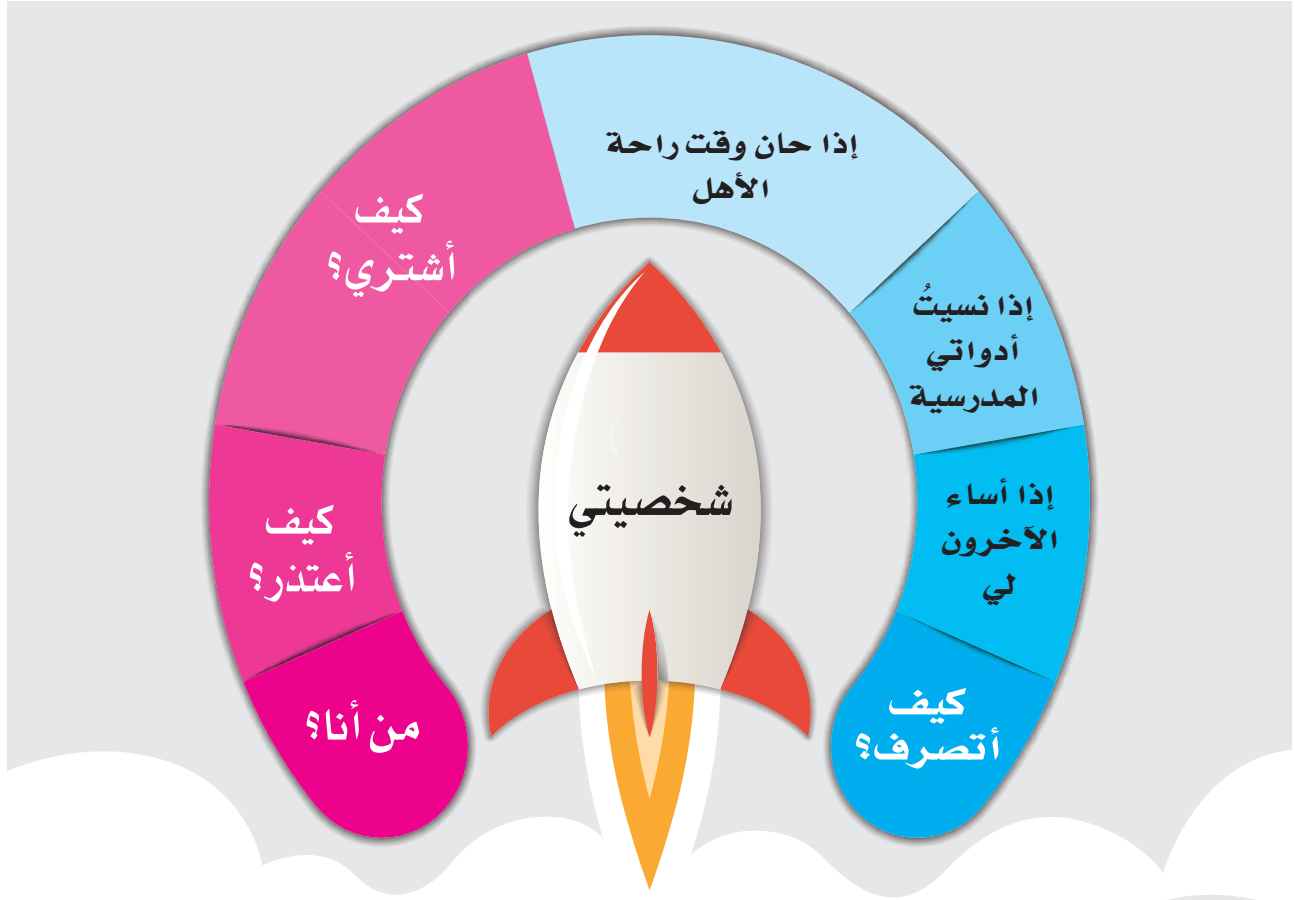 إذا حان وقت راحة
الأهل
كيف
أشتري؟
إذا نسيتُ
أدواتي
المدرسية
إذا أساء
الآخرون
لي
شخصيتي
كيف
أعتذر؟
كيف
أتصرف؟
من أنا؟